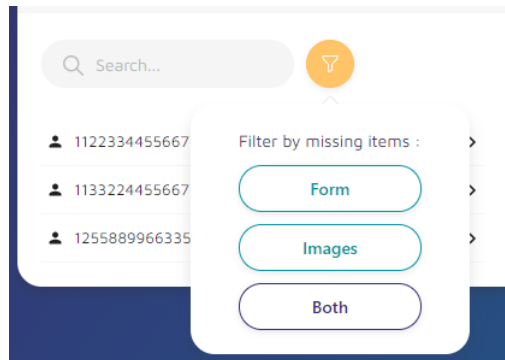 Search...
Filter by missing items :
1122334455667
Form
1133224455667
Images
1255889966335
Both